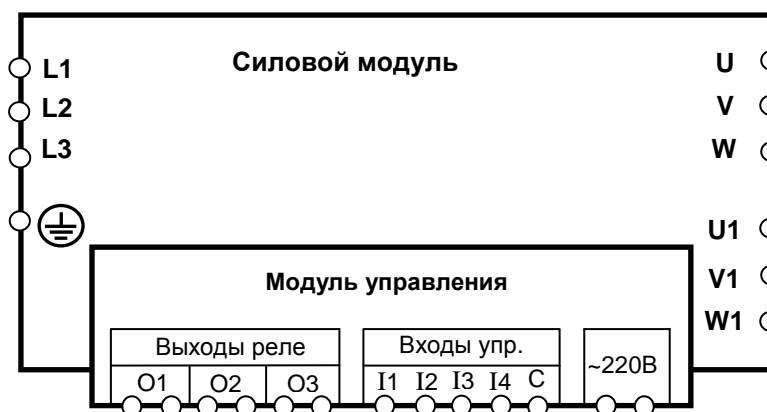 Силовой модуль
L1
L2
L3
U
V
W
U1
V1
W1
Модуль управления
Выходы реле
O1 O2 O3
Входы упр.
I1 I2 I3 I4 C
~220В